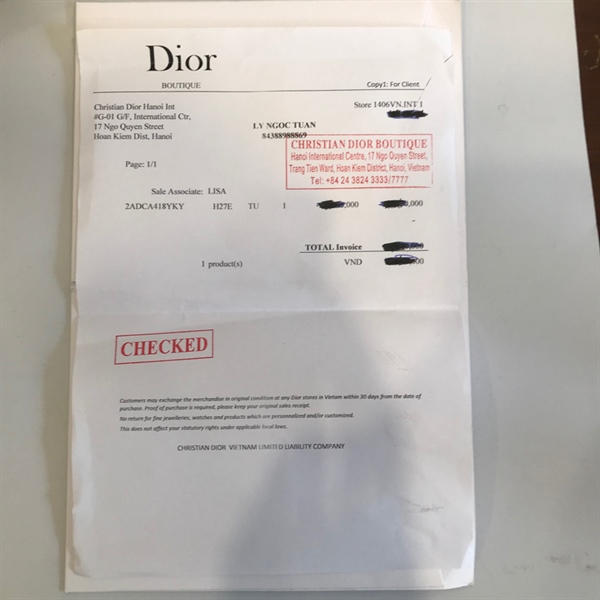 Dior
BOUTIQUE
Copy1: For Client
Christian Dior Hanoi Int
#G-01 G/F, International Ctr,
17 Ngo Quyen Street
Hoan Kiem Dist, Hanoi
Store 1406VN.INT 1
LY NGOC TUAN
84388988869
CHRISTIAN DIOR BOUTIQUE
Hanoi International Centre, 17 Ngo Quyen Street,
Trang Tien Ward, Hoan Kiem District, Hanoi, Vietnam
Tel: +84 24 3824 3333/7777
Page: 1/1
Sale Associate: LISA
2ADCA418YKY H27E TU 1 ,000 ,000
TOTAL Invoice
1 product(s) VND 00
CHECKED
Customers may exchange the merchandise in original condition at any Dior stores in Vietnam within 30 days from the date of
purchase. Proof of purchase is required, please keep your original sales receipt.
No return for fine jewelleries, watches and products which are personnalized and/or customized.
This does not affect your statutory rights under applicable local laws.
CHRISTIAN DIOR VIETNAM LIMITED LIABILITY COMPANY